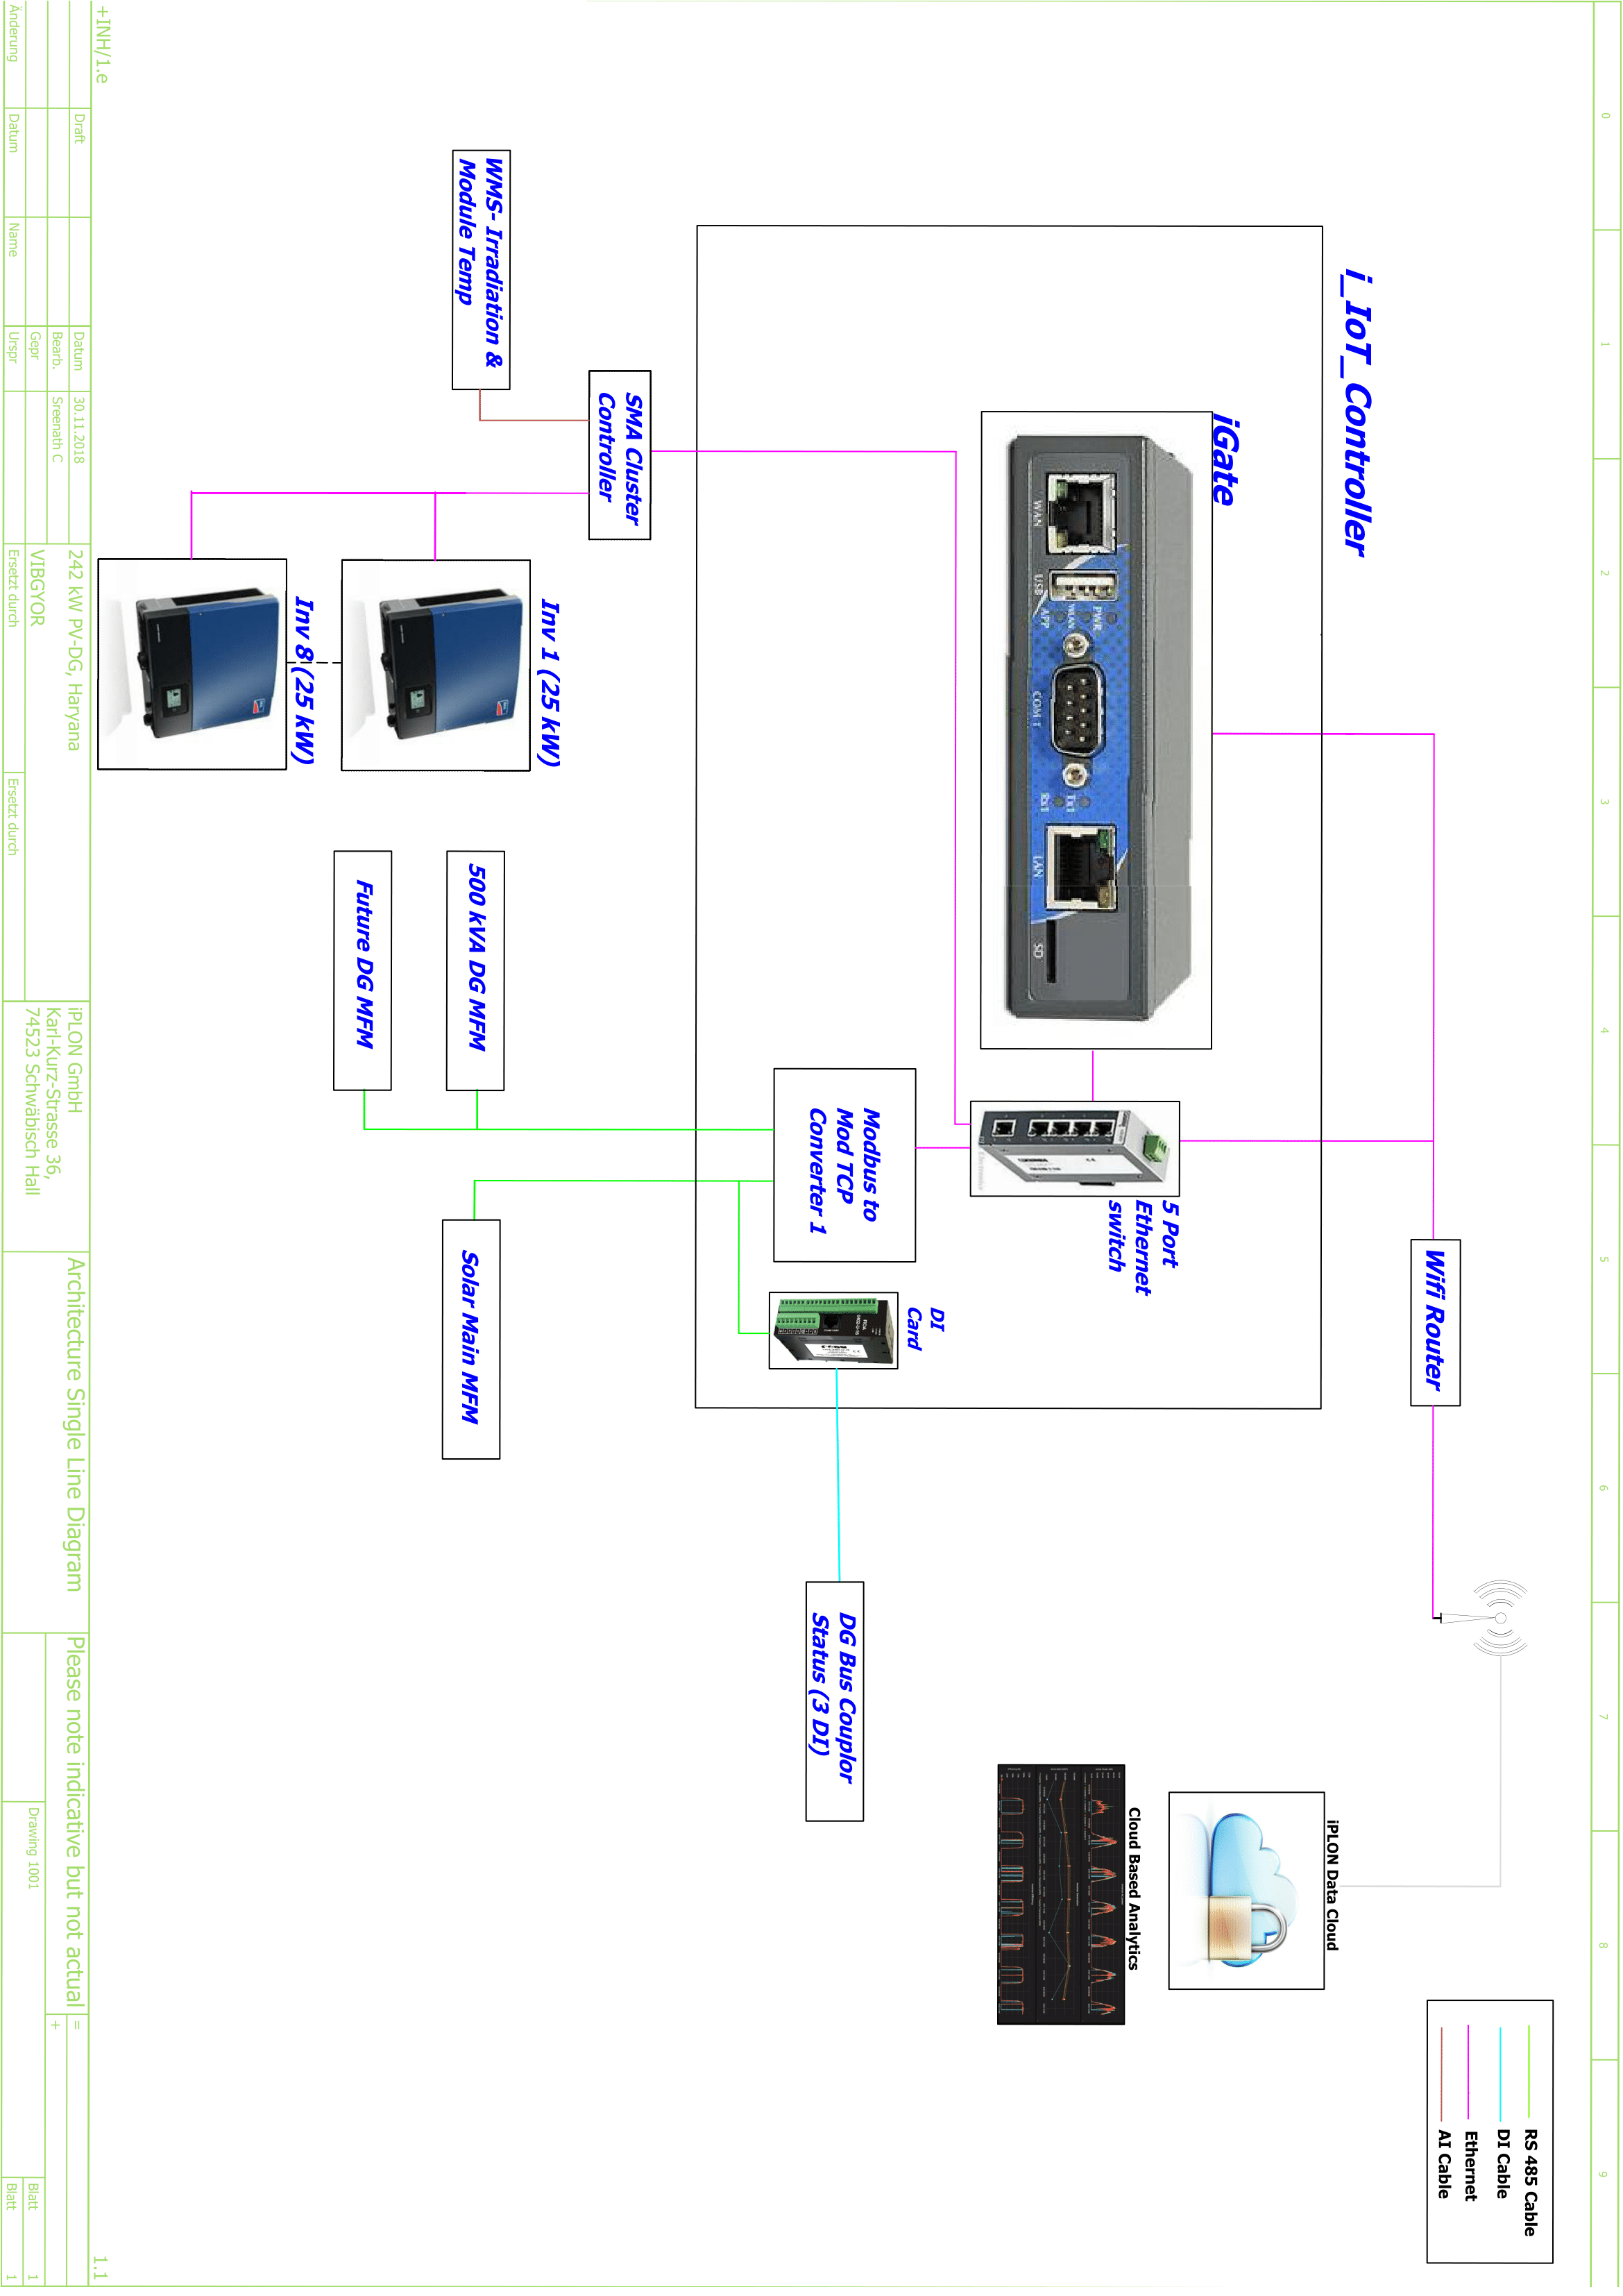 0
1
2
3
4
5
6
7
8
9
RS 485 Cable
DI Cable
Ethernet
AI Cable
i_IoT_Controller
Wifi Router
iPLON Data Cloud
Cloud Based Analytics
iGate
WAN
USB
PWR
WLAN
APP
COM 1
Tx1
Rx1
LAN
SD
5 Port
Ethernet
switch
Modbus to
Mod TCP
Converter 1
DI
Card
DG Bus Couplor
Status (3 DI)
SMA Cluster
Controller
WMS- Irradiation &
Module Temp
Inv 1 (25 kW)
Inv 8 (25 kW)
500 kVA DG MFM
Future DG MFM
Solar Main MFM
+INH/1.e
1.1
Draft
Änderung
Datum
Name
Datum
30.11.2018
Bearb.
Sreenath C
Gepr
Urspr
242 kW PV-DG, Haryana
VIBGYOR
Ersetzt durch
Ersetzt durch
iPLON GmbH
Karl-Kurz-Strasse 36,
74523 Schwäbisch Hall
Architecture Single Line Diagram
Please note indicative but not actual
Drawing 1001
=
+
Blatt 1
Blatt 1